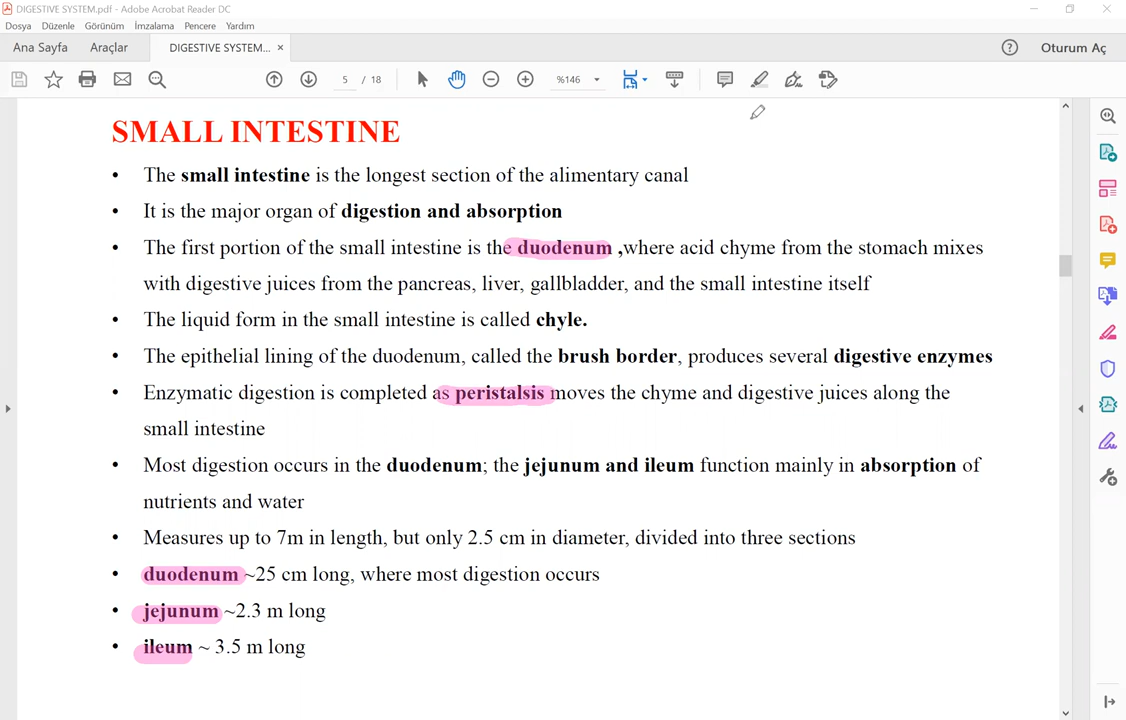 DIGESTIVE SYSTEM.pdf - Adobe Acrobat Reader DC
Dosya Düzenle Görünüm İmzalama Pencere Yardım
Ana Sayfa Araçlar DIGESTIVE SYSTEM... × Oturum Aç
5 / 18 %146
SMALL INTESTINE
• The small intestine is the longest section of the alimentary canal
• It is the major organ of digestion and absorption
• The first portion of the small intestine is the duodenum ,where acid chyme from the stomach mixes
with digestive juices from the pancreas, liver, gallbladder, and the small intestine itself
• The liquid form in the small intestine is called chyle.
• The epithelial lining of the duodenum, called the brush border, produces several digestive enzymes
• Enzymatic digestion is completed as peristalsis moves the chyme and digestive juices along the
small intestine
• Most digestion occurs in the duodenum; the jejunum and ileum function mainly in absorption of
nutrients and water
• Measures up to 7m in length, but only 2.5 cm in diameter, divided into three sections
• duodenum ~25 cm long, where most digestion occurs
• jejunum ~2.3 m long
• ileum ~ 3.5 m long